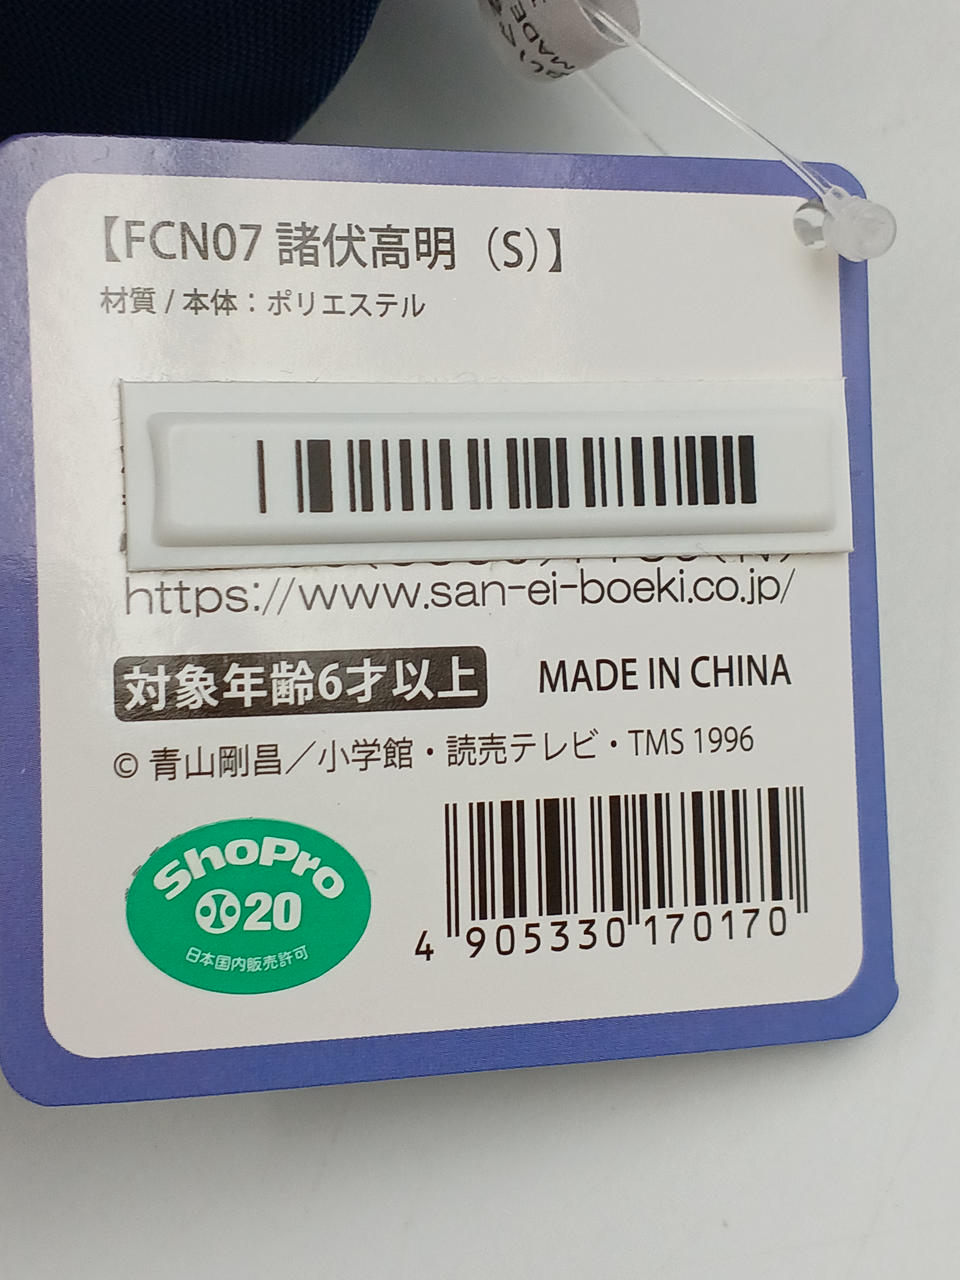 MADE
【FCN07 諸伏高明（S）】
材質 / 本体：ポリエステル
https://www.san-ei-boeki.co.jp/
対象年齢6才以上
MADE IN CHINA
© 青山剛昌／小学館・読売テレビ・TMS 1996
ShoPro
20
日本国内販売許可
4 905330 170170